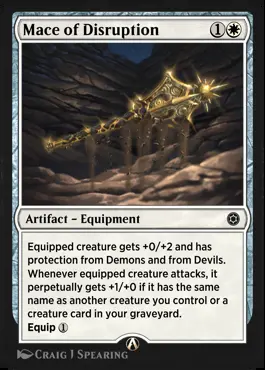 Mace of Disruption 1
Artifact – Equipment
Equipped creature gets +0/+2 and has
protection from Demons and from Devils.
Whenever equipped creature attacks, it
perpetually gets +1/+0 if it has the same
name as another creature you control or a
creature card in your graveyard.
Equip 1
Craig J Spearing